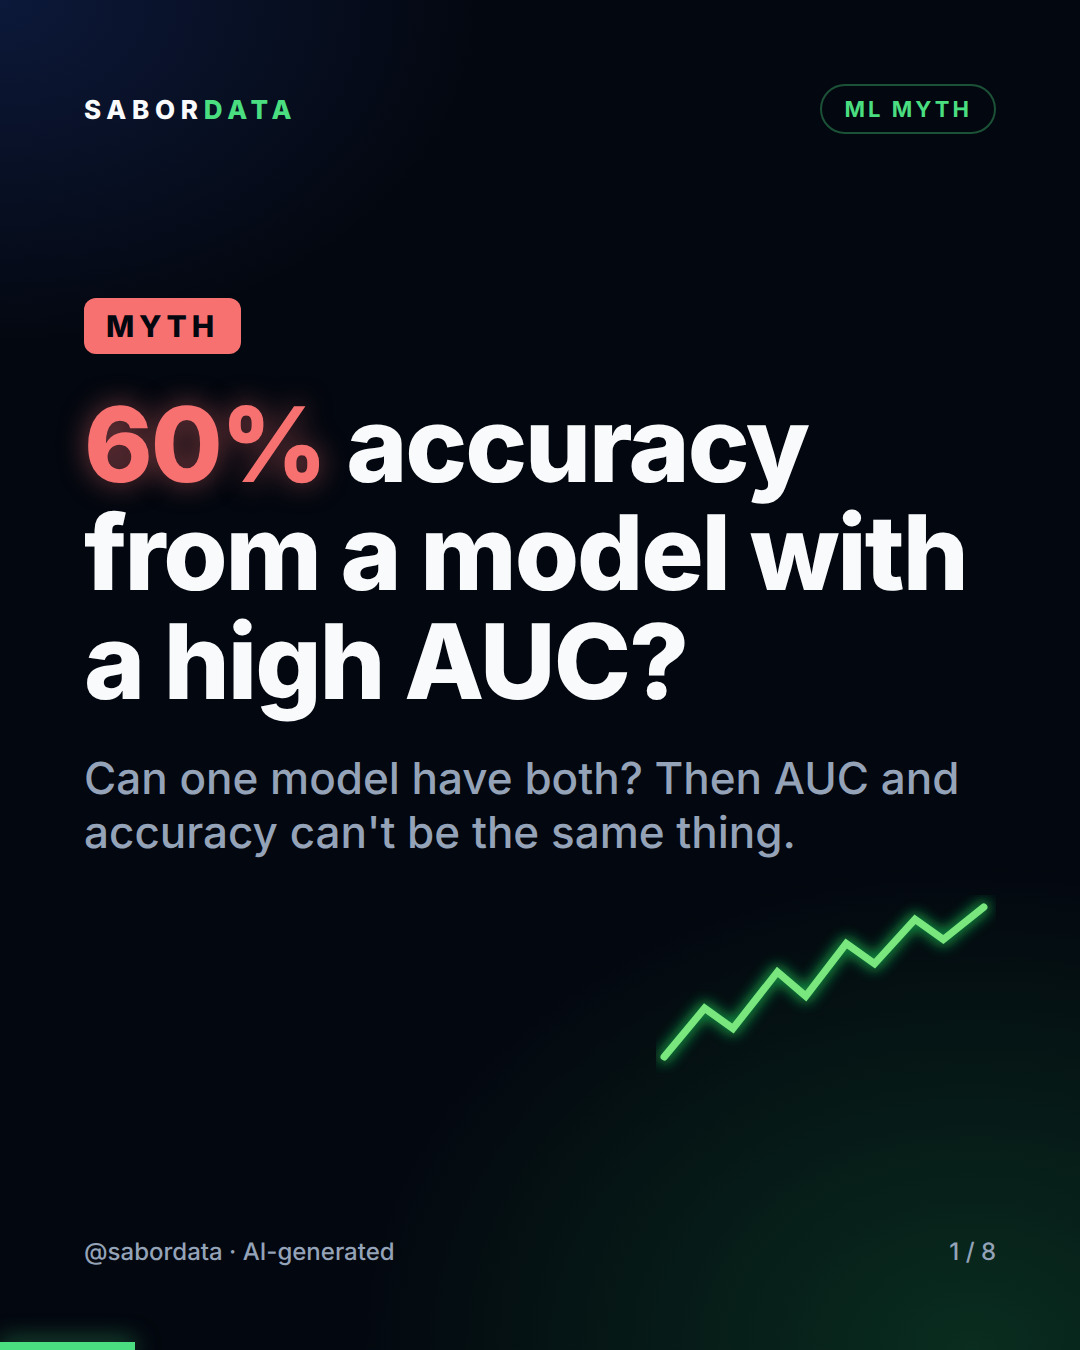 SABORDATA
ML MYTH
MYTH
60% accuracy
from a model with
a high AUC?
Can one model have both? Then AUC and
accuracy can't be the same thing.
@sabordata · AI-generated
1 / 8